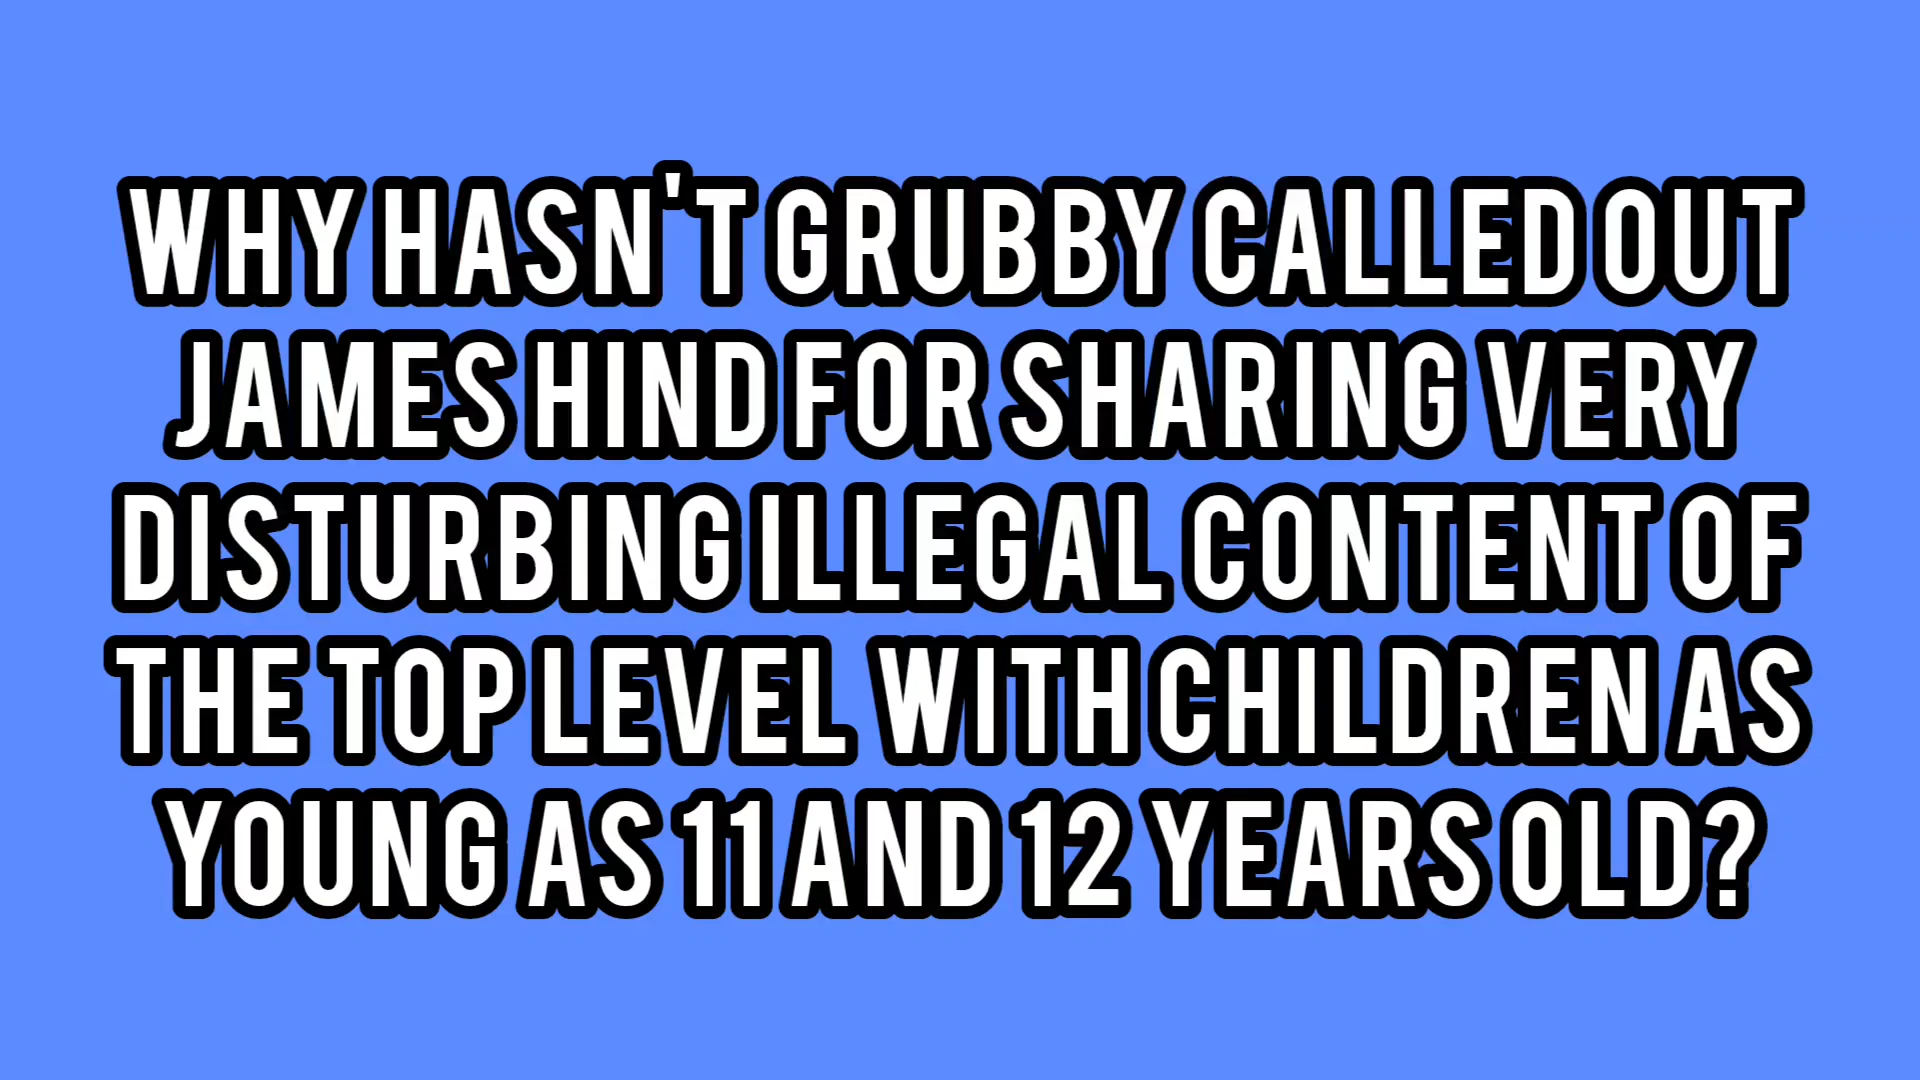 WHY HASN'T GRUBBY CALLED OUT
JAMES HIND FOR SHARING VERY
DISTURBING ILLEGAL CONTENT OF
THE TOP LEVEL WITH CHILDREN AS
YOUNG AS 11 AND 12 YEARS OLD?